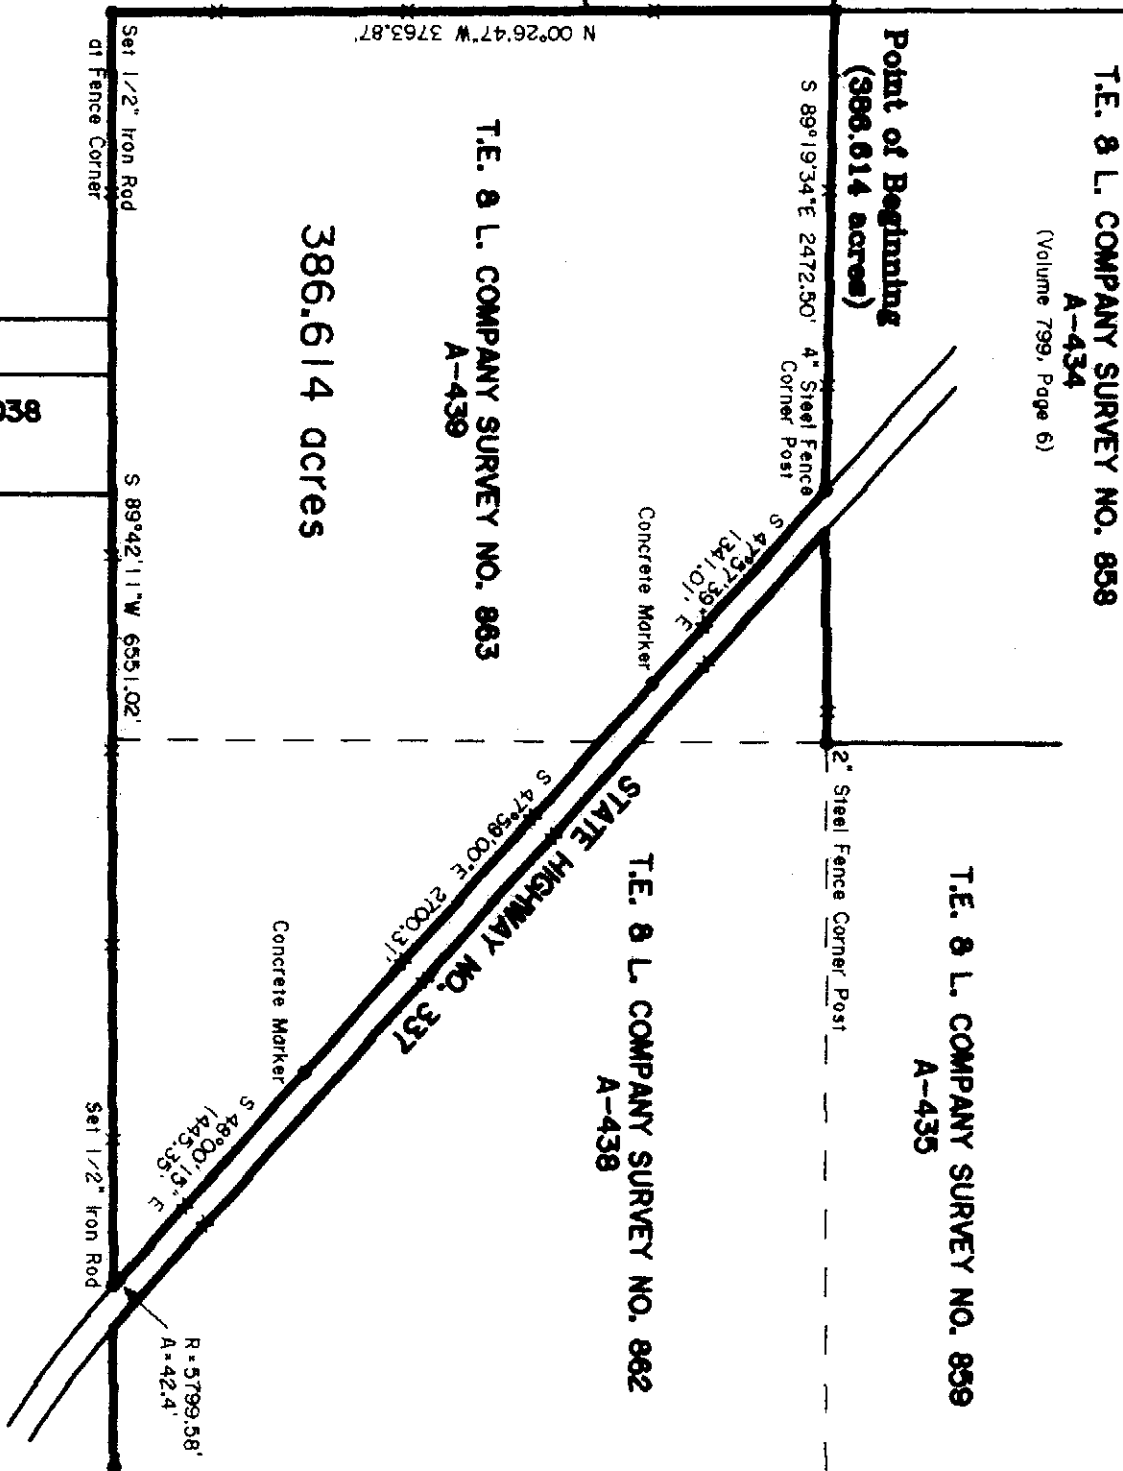 T.E. & L. COMPANY SURVEY NO. 858
A-434
(Volume 799, Page 6)
Point of Beginning
(386.614 acres)
S 89°19'34"E 2472.50'
4" Steel Fence
Corner Post
N 00°26'47"W 3763.87'
T.E. & L. COMPANY SURVEY NO. 863
A-439
386.614 acres
Set 1/2" Iron Rod
at Fence Corner
S 47°57'39" E
1341.01'
Concrete Marker
2" Steel Fence Corner Post
T.E. & L. COMPANY SURVEY NO. 859
A-435
STATE HIGHWAY NO. 337
S 47°59'00"E 2700.31'
T.E. & L. COMPANY SURVEY NO. 862
A-438
Concrete Marker
S 48°00'15" E
1445.35'
Set 1/2" Iron Rod
R=5799.58'
A=42.4'
S 89°42'11"W 6551.02'
038